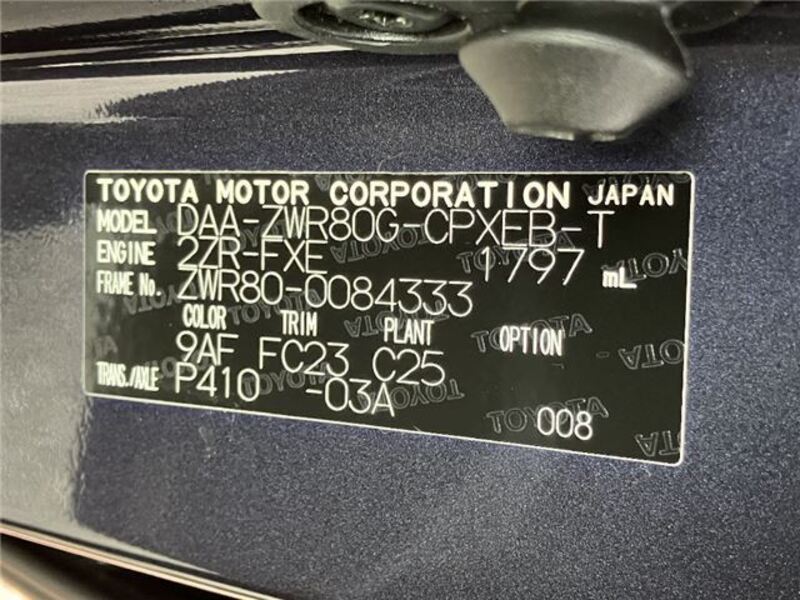 TOYOTA MOTOR CORPORATION JAPAN
MODEL DAA-ZWR80G-CPXEB-T
ENGINE 2ZR-FXE 1797 mL
FRAME No. ZWR80-0084333
COLOR TRIM PLANT OPTION
9AF FC23 C25
TRANS./AXLE P410 -03A
008